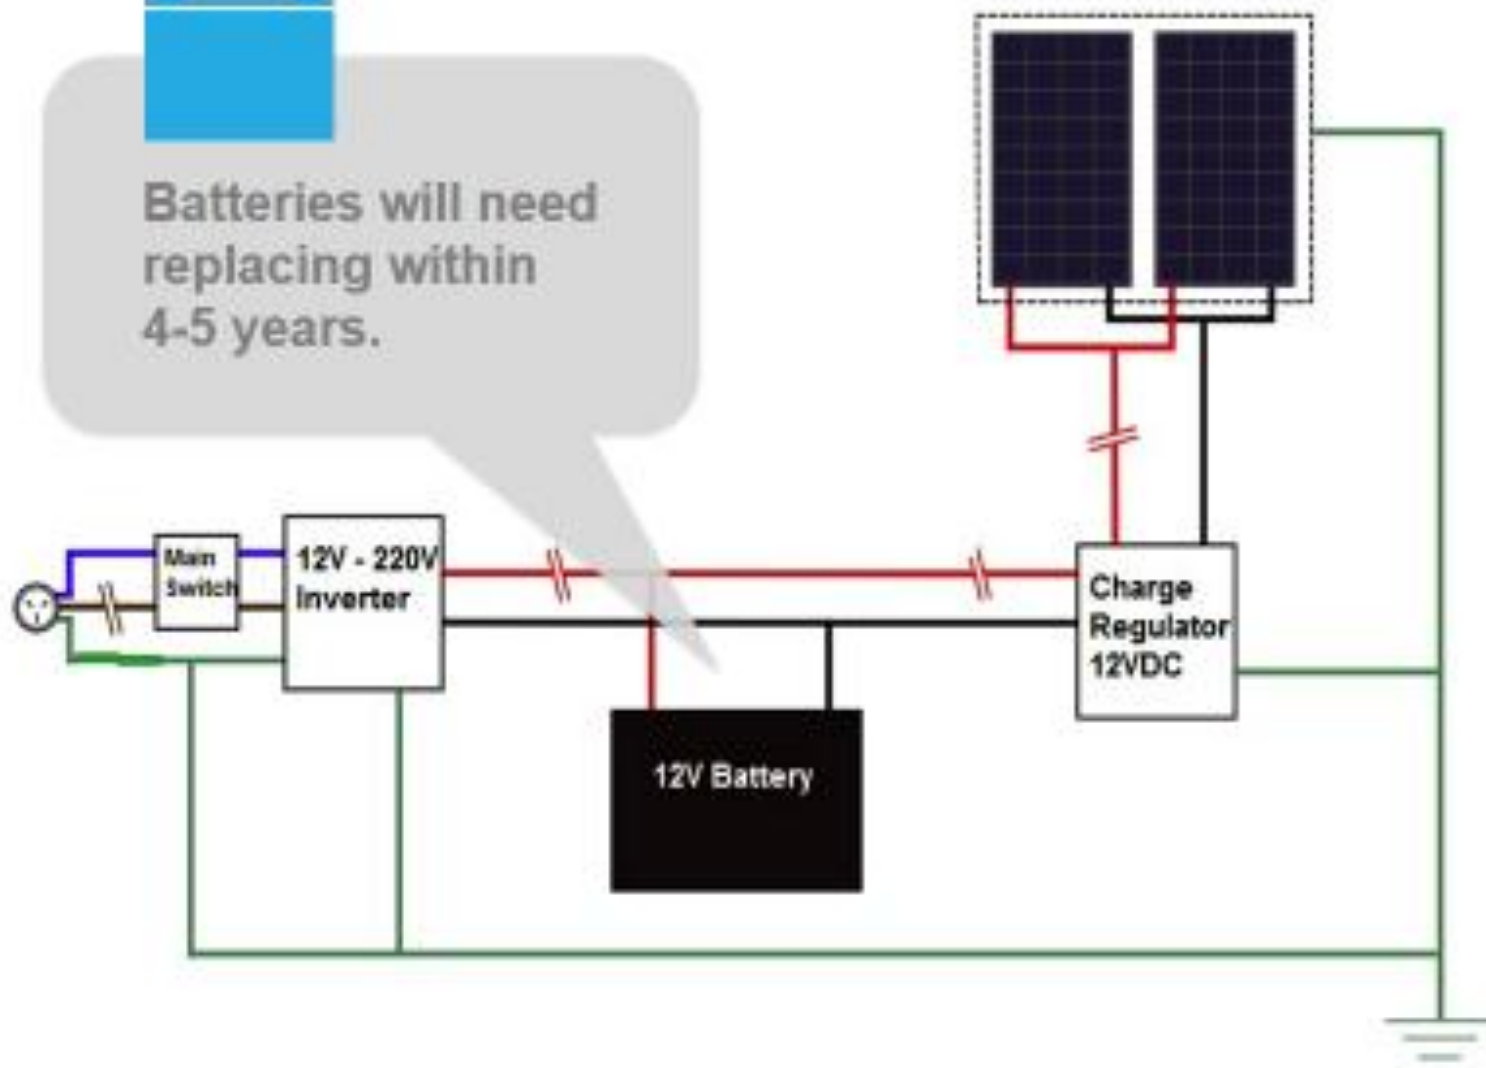 Batteries will need
replacing within
4-5 years.
Main
Switch
12V - 220V
Inverter
Charge
Regulator
12VDC
12V Battery